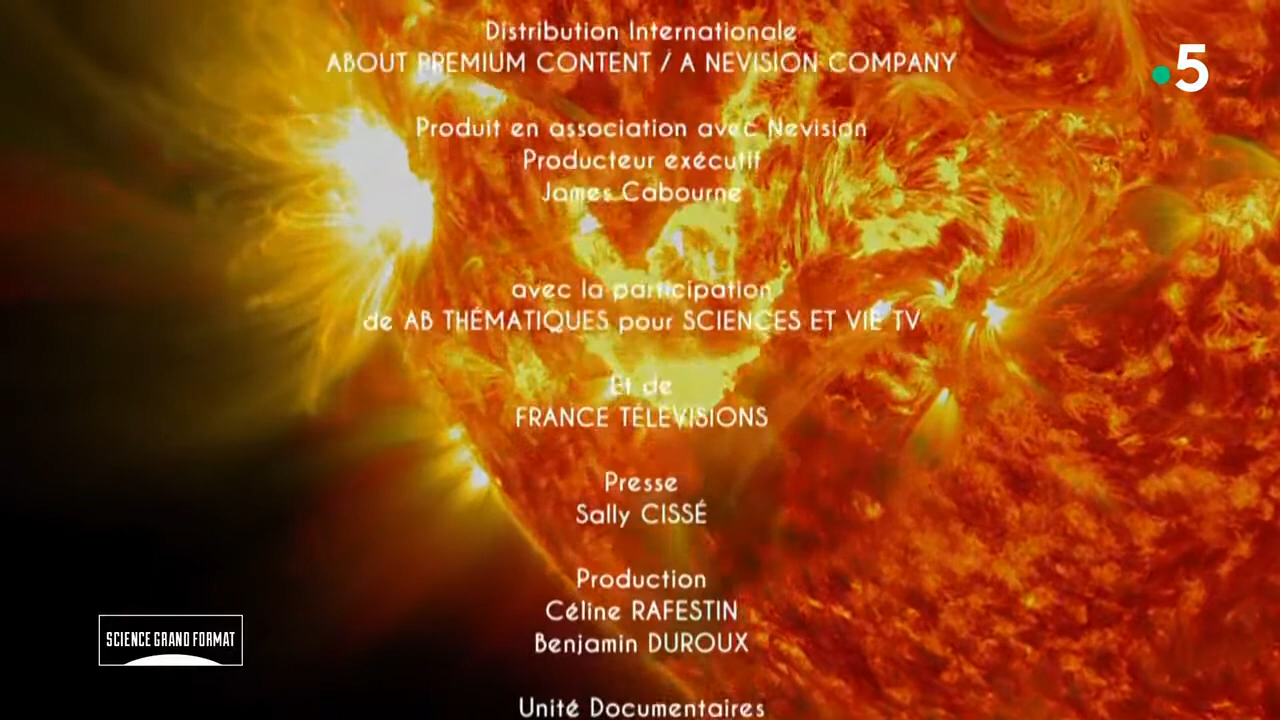 Distribution Internationale
ABOUT PREMIUM CONTENT / A NEVISION COMPANY
5
Produit en association avec Nevision
Producteur exécutif
James Cabourne
avec la participation
de AB THÉMATIQUES pour SCIENCES ET VIE TV
Et de
FRANCE TÉLÉVISIONS
Presse
Sally CISSÉ
Production
Céline RAFESTIN
Benjamin DUROUX
SCIENCE GRAND FORMAT
Unité Documentaires